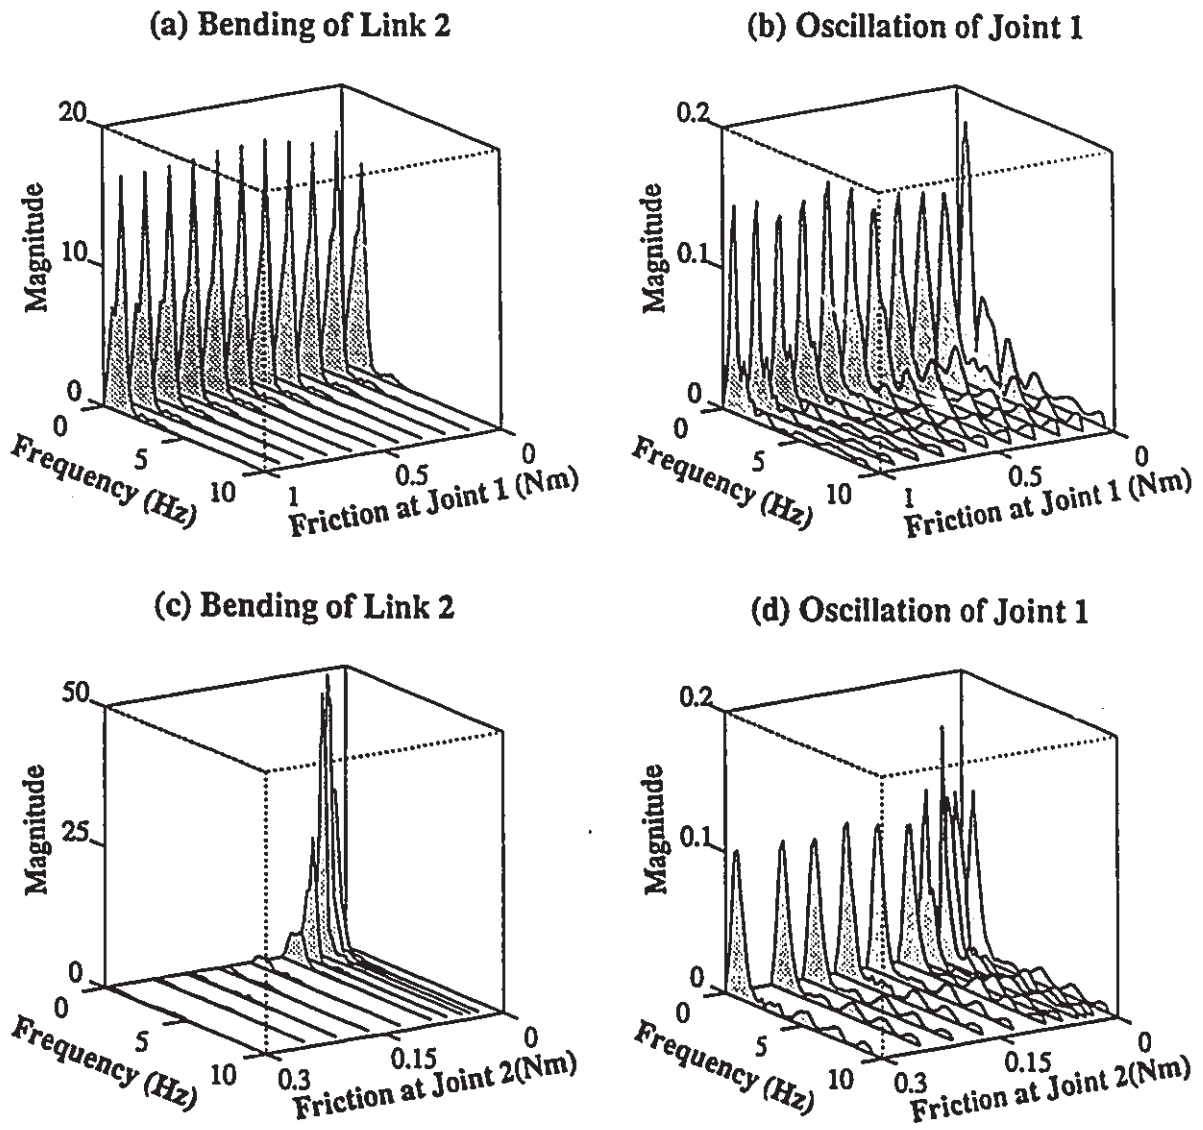 (a) Bending of Link 2
(b) Oscillation of Joint 1
20
10
0
Magnitude
0
5
10
Frequency (Hz)
1
0.5
0
Friction at Joint 1 (Nm)
0.2
0.1
0
Magnitude
0
5
10
Frequency (Hz)
1
0.5
0
Friction at Joint 1 (Nm)
(c) Bending of Link 2
(d) Oscillation of Joint 1
50
25
0
Magnitude
0
5
10
Frequency (Hz)
0.3
0.15
0
Friction at Joint 2(Nm)
0.2
0.1
0
Magnitude
0
5
10
Frequency (Hz)
0.3
0.15
0
Friction at Joint 2(Nm)